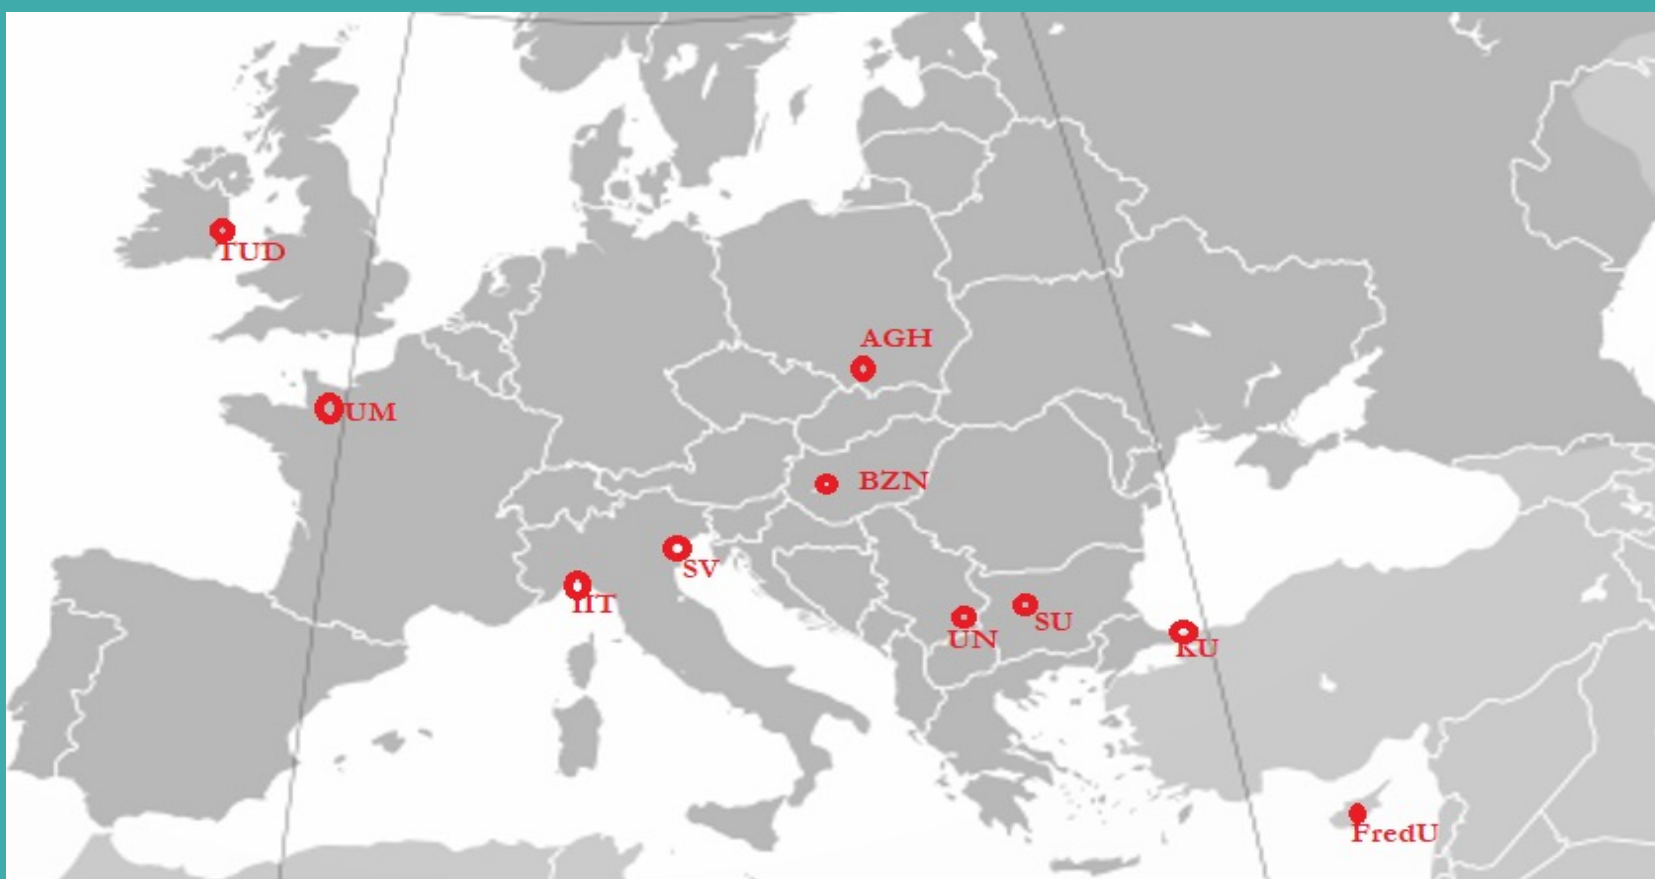 TUD
AGH
UM
BZN
SV
IIT
SU
UN
KU
FredU